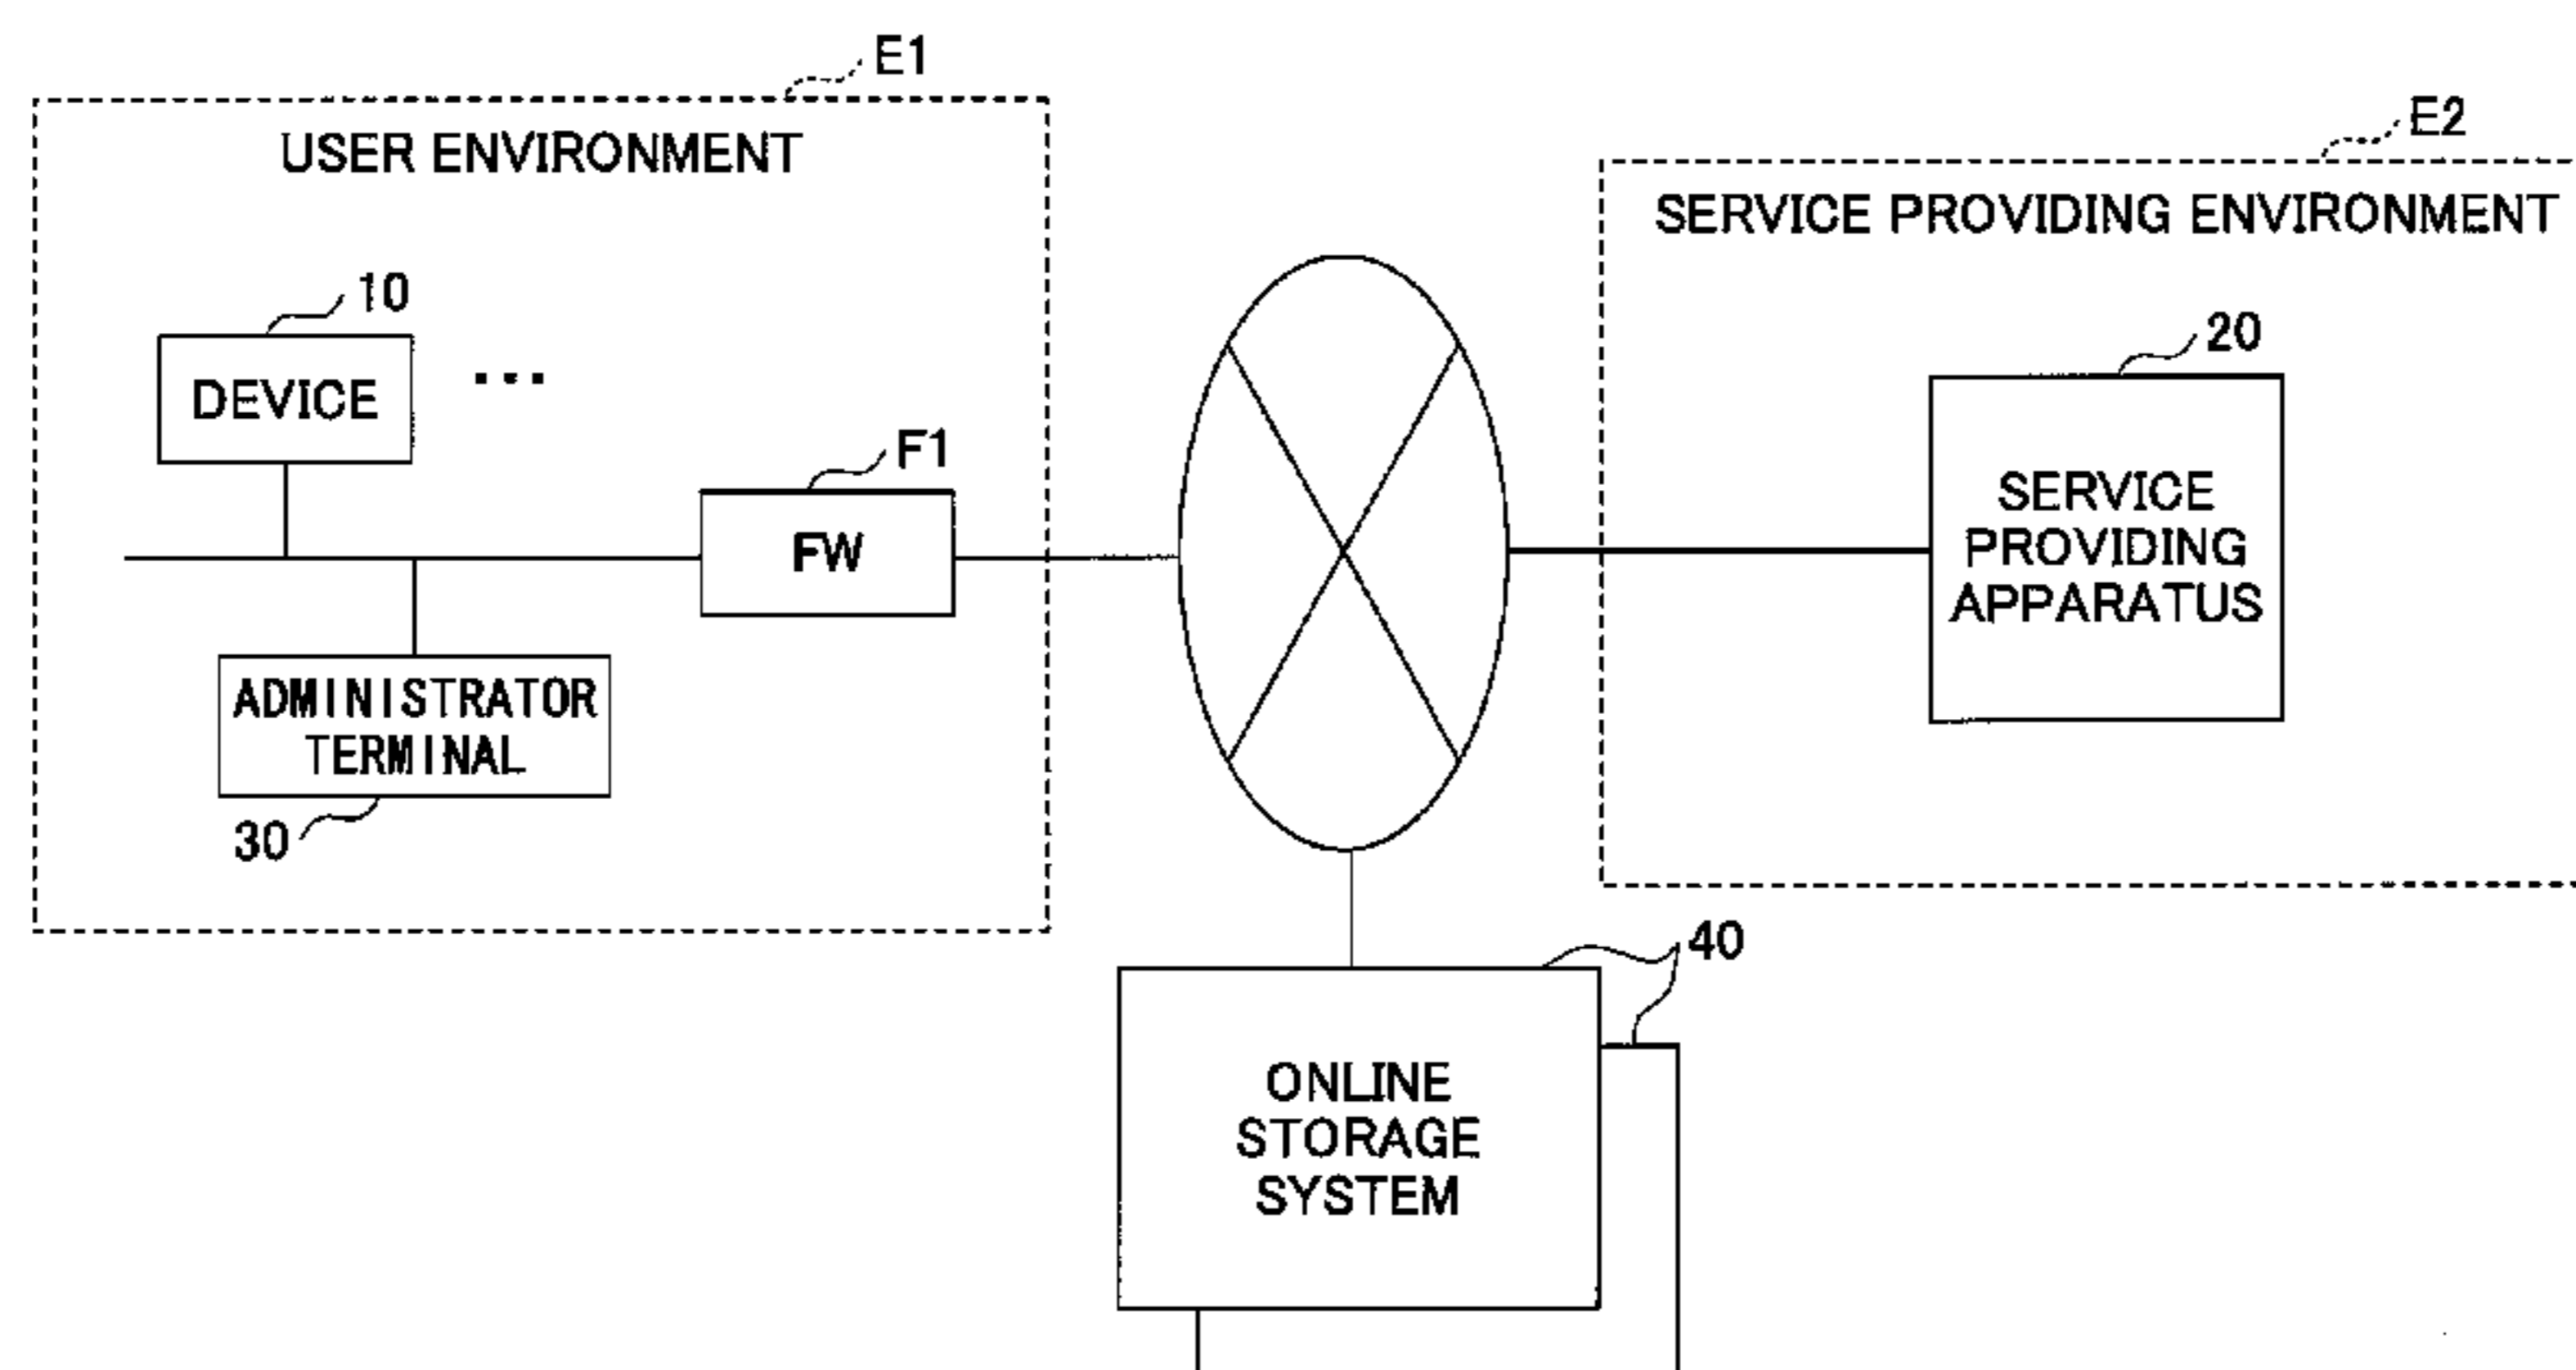 E1
USER ENVIRONMENT
10
DEVICE
...
F1
FW
ADMINISTRATOR
TERMINAL
30
E2
SERVICE PROVIDING ENVIRONMENT
20
SERVICE
PROVIDING
APPARATUS
40
ONLINE
STORAGE
SYSTEM